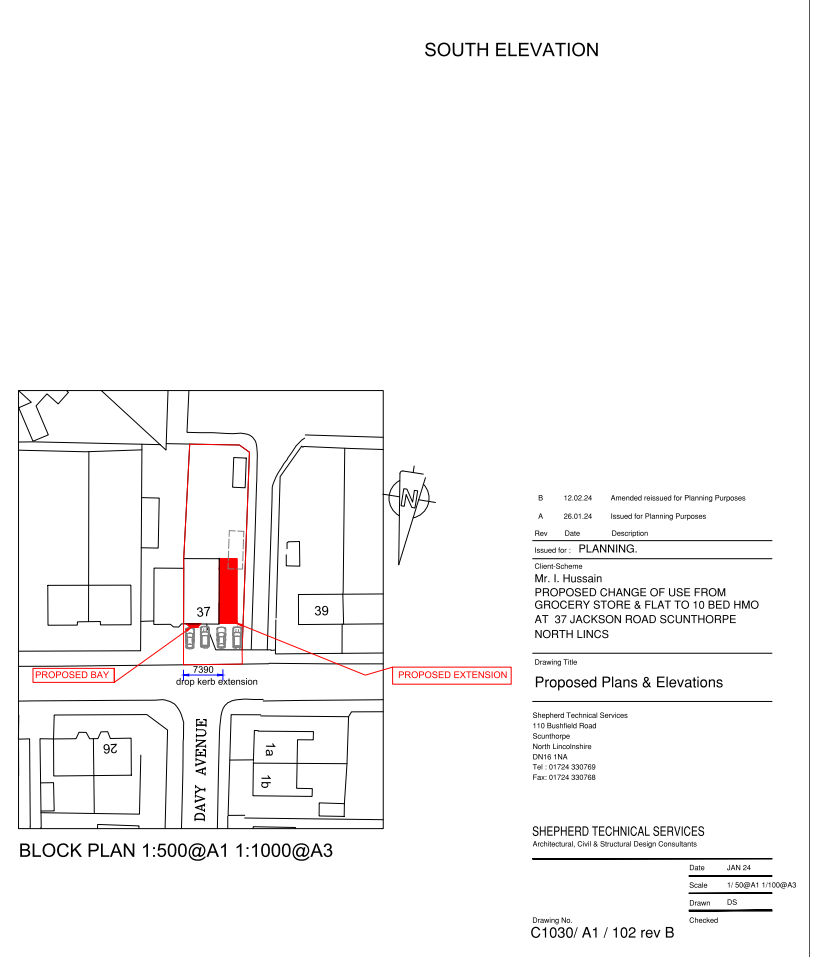 SOUTH ELEVATION
N
37
39
PROPOSED BAY
7390
drop kerb extension
PROPOSED EXTENSION
26
DAVY AVENUE
1a
1b
BLOCK PLAN 1:500@A1 1:1000@A3
B 12.02.24 Amended reissued for Planning Purposes
A 26.01.24 Issued for Planning Purposes
Rev Date Description
Issued for : PLANNING.
Client-Scheme
Mr. I. Hussain
PROPOSED CHANGE OF USE FROM
GROCERY STORE & FLAT TO 10 BED HMO
AT 37 JACKSON ROAD SCUNTHORPE
NORTH LINCS
Drawing Title
Proposed Plans & Elevations
Shepherd Technical Services
110 Bushfield Road
Scunthorpe
North Lincolnshire
DN16 1NA
Tel : 01724 330769
Fax: 01724 330768
SHEPHERD TECHNICAL SERVICES
Architectural, Civil & Structural Design Consultants
Date JAN 24
Scale 1/ 50@A1 1/100@A3
Drawn DS
Checked
Drawing No.
C1030/ A1 / 102 rev B